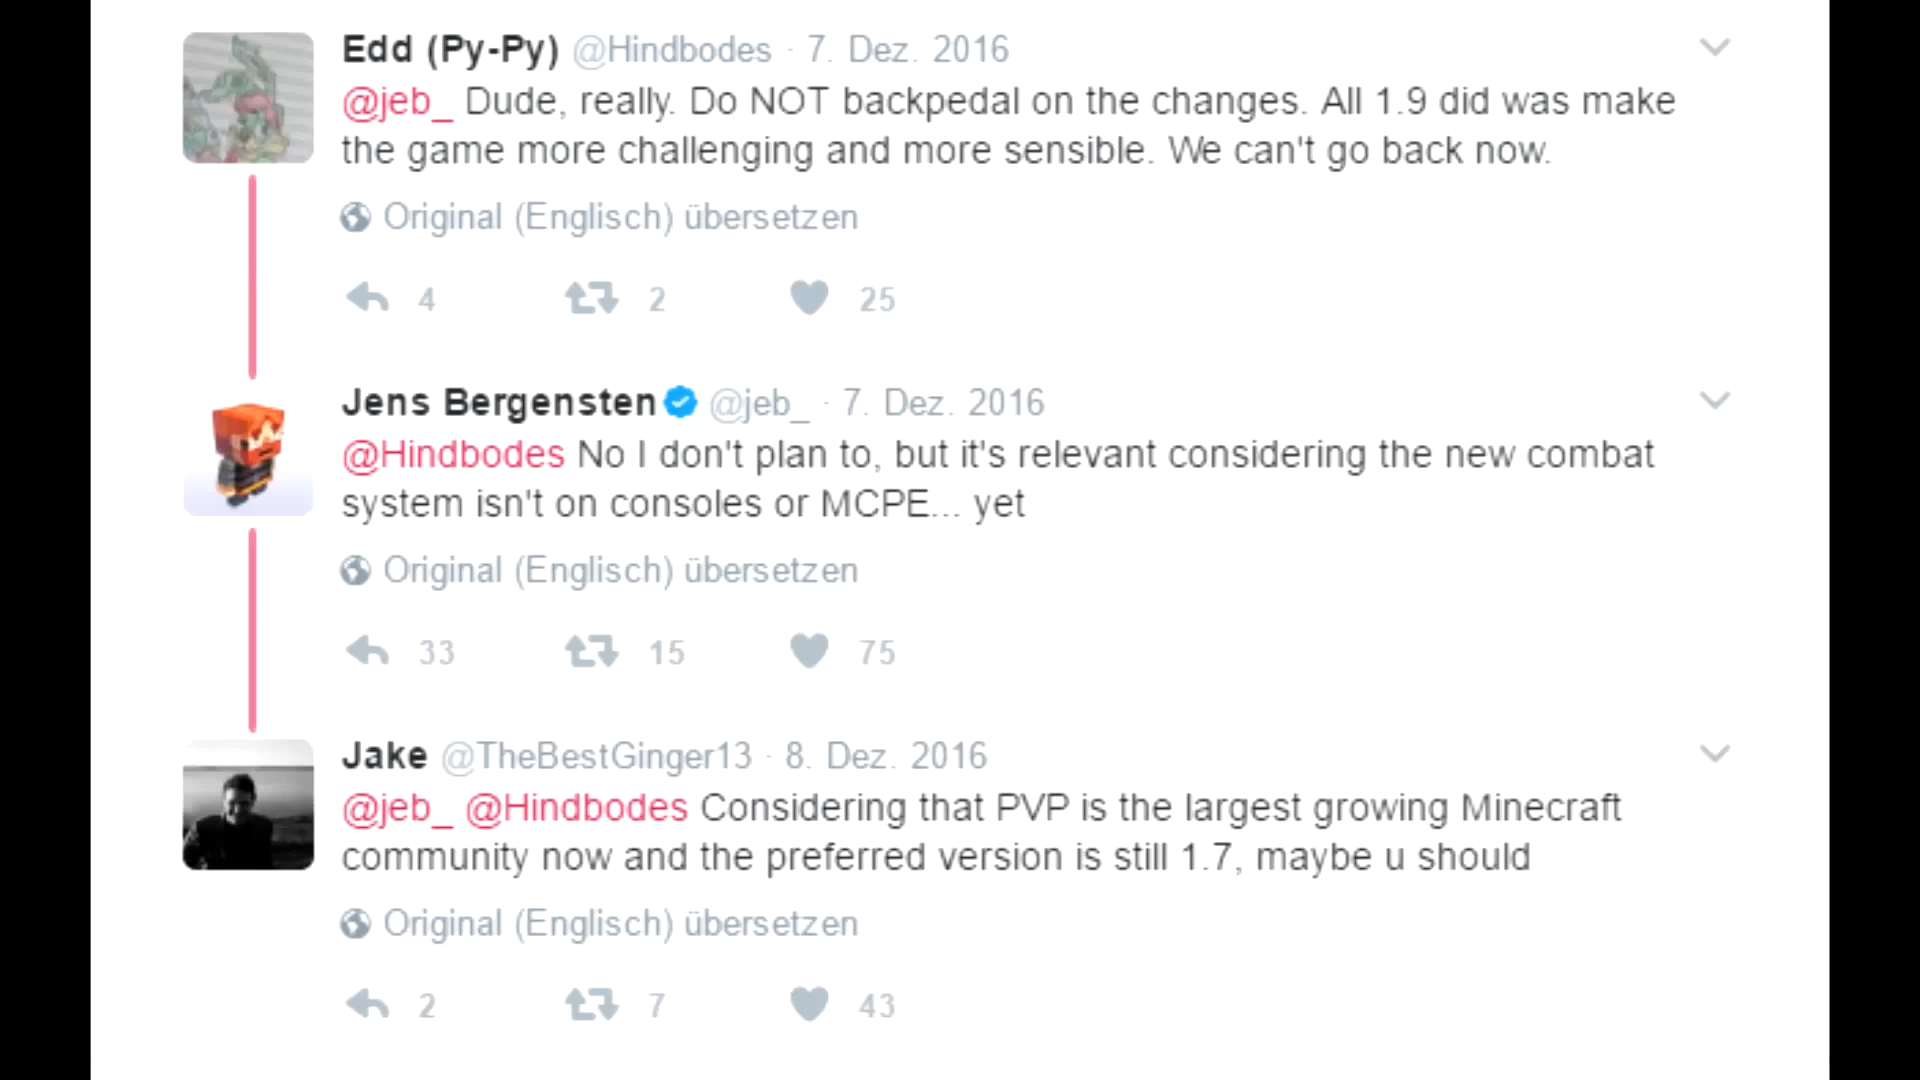 Edd (Py-Py) @Hindbodes · 7. Dez. 2016
@jeb_ Dude, really. Do NOT backpedal on the changes. All 1.9 did was make
the game more challenging and more sensible. We can't go back now.
Original (Englisch) übersetzen
4 2 25
Jens Bergensten @jeb_ · 7. Dez. 2016
@Hindbodes No I don't plan to, but it's relevant considering the new combat
system isn't on consoles or MCPE... yet
Original (Englisch) übersetzen
33 15 75
Jake @TheBestGinger13 · 8. Dez. 2016
@jeb_ @Hindbodes Considering that PVP is the largest growing Minecraft
community now and the preferred version is still 1.7, maybe u should
Original (Englisch) übersetzen
2 7 43